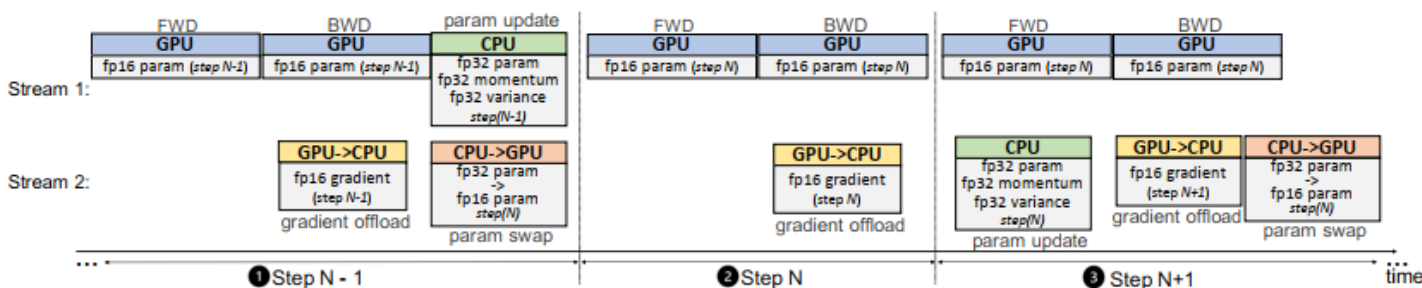 FWD BWD param update FWD BWD FWD BWD
GPU GPU CPU GPU GPU GPU GPU
fp16 param (step N-1) fp16 param (step N-1) fp32 param fp16 param (step N) fp16 param (step N) fp16 param (step N) fp16 param (step N)
fp32 momentum
Stream 1:
fp32 variance
step(N-1)
GPU->CPU CPU->GPU GPU->CPU CPU GPU->CPU CPU->GPU
fp32 param fp32 param fp32 param
Stream 2: fp16 gradient -> fp16 gradient fp32 momentum fp16 gradient ->
(step N-1) fp16 param (step N) fp32 variance (step N+1) fp16 param
step(N) step(N) step(N)
gradient offload param swap gradient offload param update gradient offload param swap
... ...
1 Step N - 1 2 Step N 3 Step N+1 time